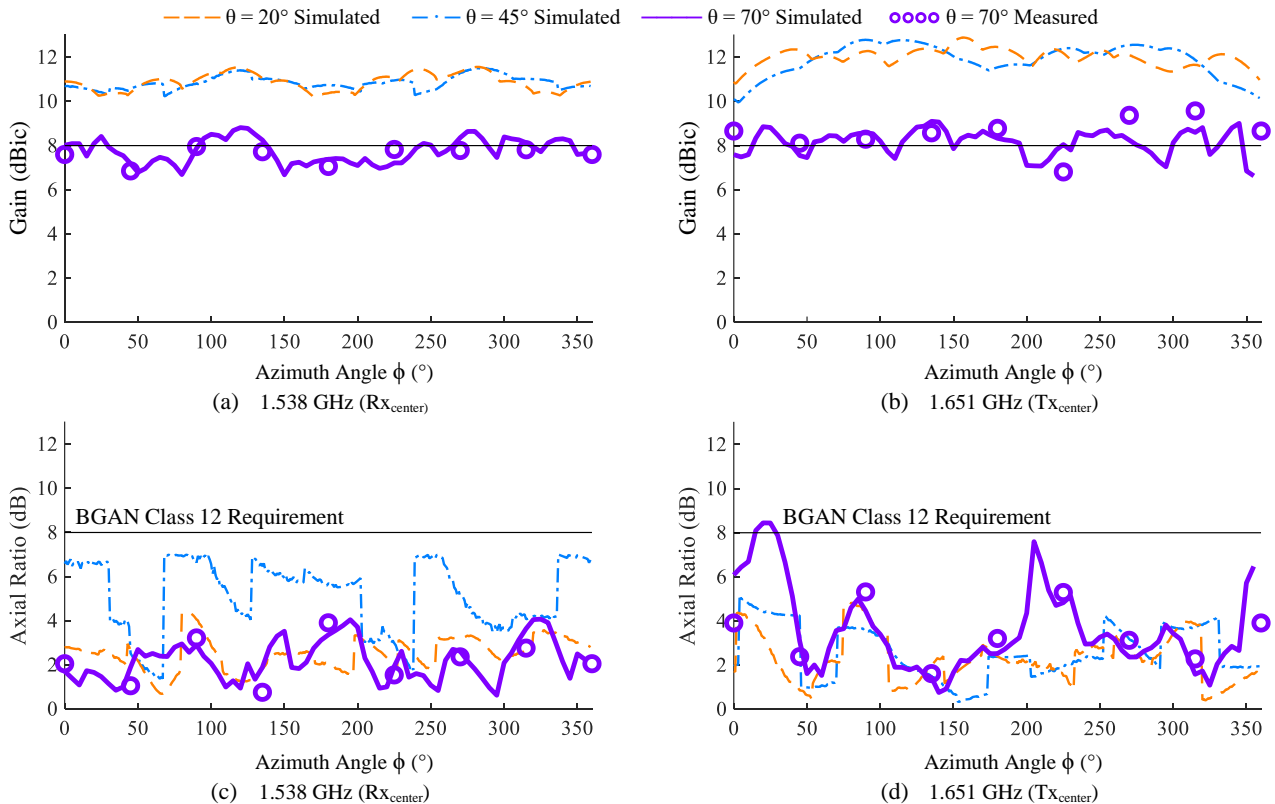 θ = 20° Simulated θ = 45° Simulated θ = 70° Simulated θ = 70° Measured
12
10
8
6
4
2
0
Gain (dBic)
0 50 100 150 200 250 300 350
Azimuth Angle ϕ (°)
(a) 1.538 GHz (Rxcenter)
12
10
8
6
4
2
0
Gain (dBic)
0 50 100 150 200 250 300 350
Azimuth Angle ϕ (°)
(b) 1.651 GHz (Txcenter)
12
10
8
6
4
2
0
Axial Ratio (dB)
BGAN Class 12 Requirement
0 50 100 150 200 250 300 350
Azimuth Angle ϕ (°)
(c) 1.538 GHz (Rxcenter)
12
10
8
6
4
2
0
Axial Ratio (dB)
BGAN Class 12 Requirement
0 50 100 150 200 250 300 350
Azimuth Angle ϕ (°)
(d) 1.651 GHz (Txcenter)